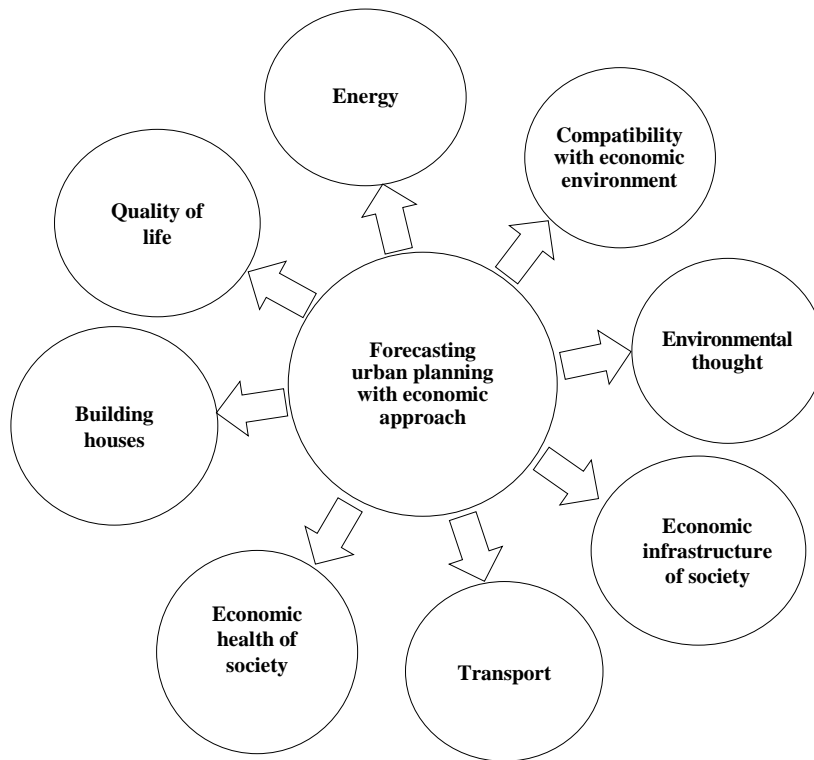 Energy
Compatibility
with economic
environment
Quality of
life
Environmental
thought
Forecasting
urban planning
with economic
approach
Building
houses
Economic
infrastructure
of society
Economic
health of
society
Transport